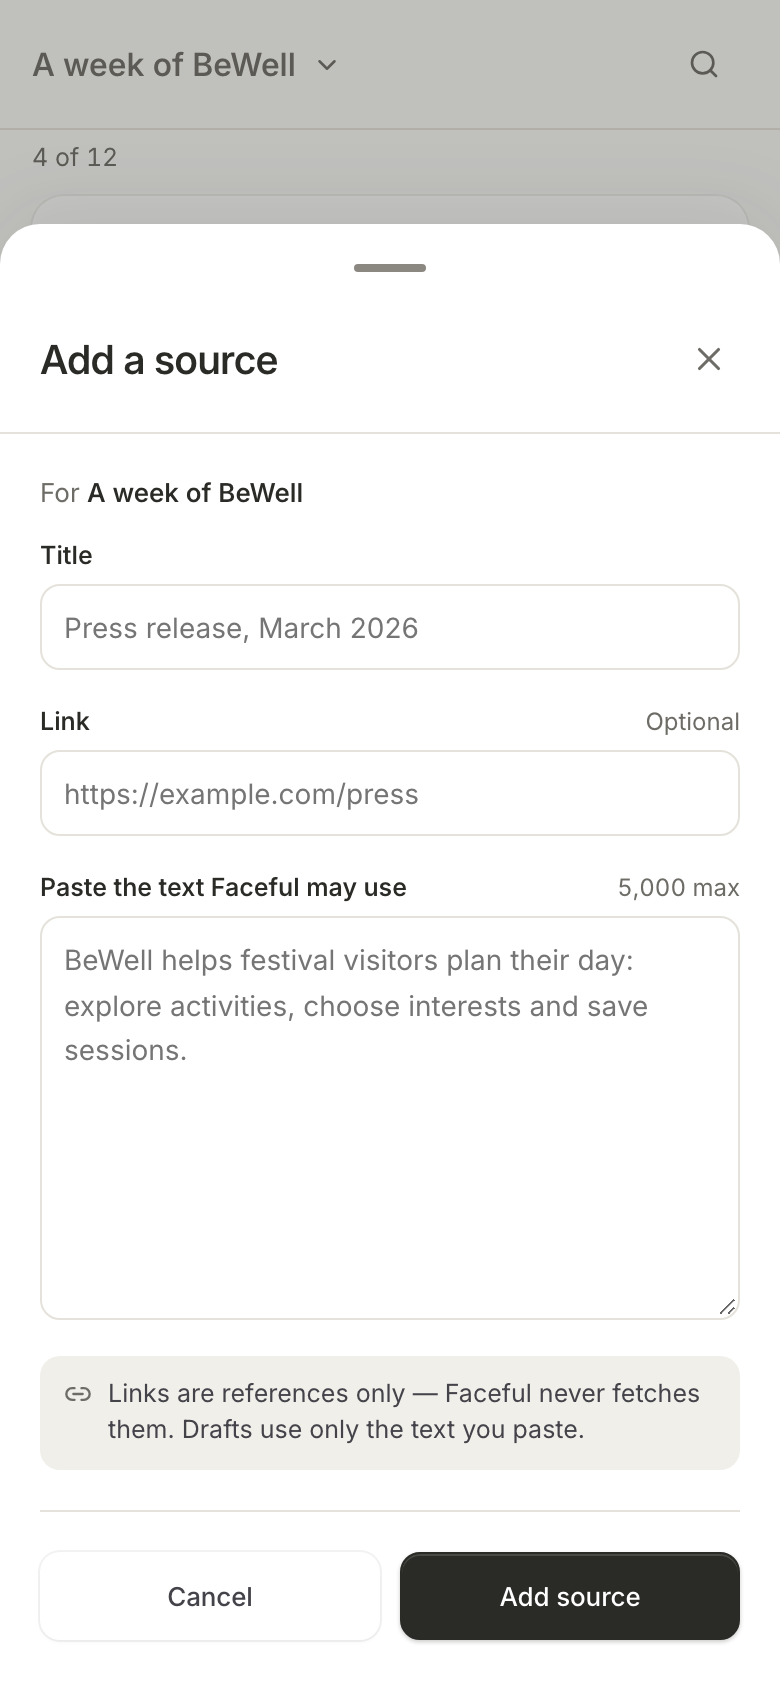 A week of BeWell
4 of 12
Add a source
For A week of BeWell
Title
Press release, March 2026
Link Optional
https://example.com/press
Paste the text Faceful may use 5,000 max
BeWell helps festival visitors plan their day:
explore activities, choose interests and save
sessions.
Links are references only — Faceful never fetches
them. Drafts use only the text you paste.
Cancel Add source